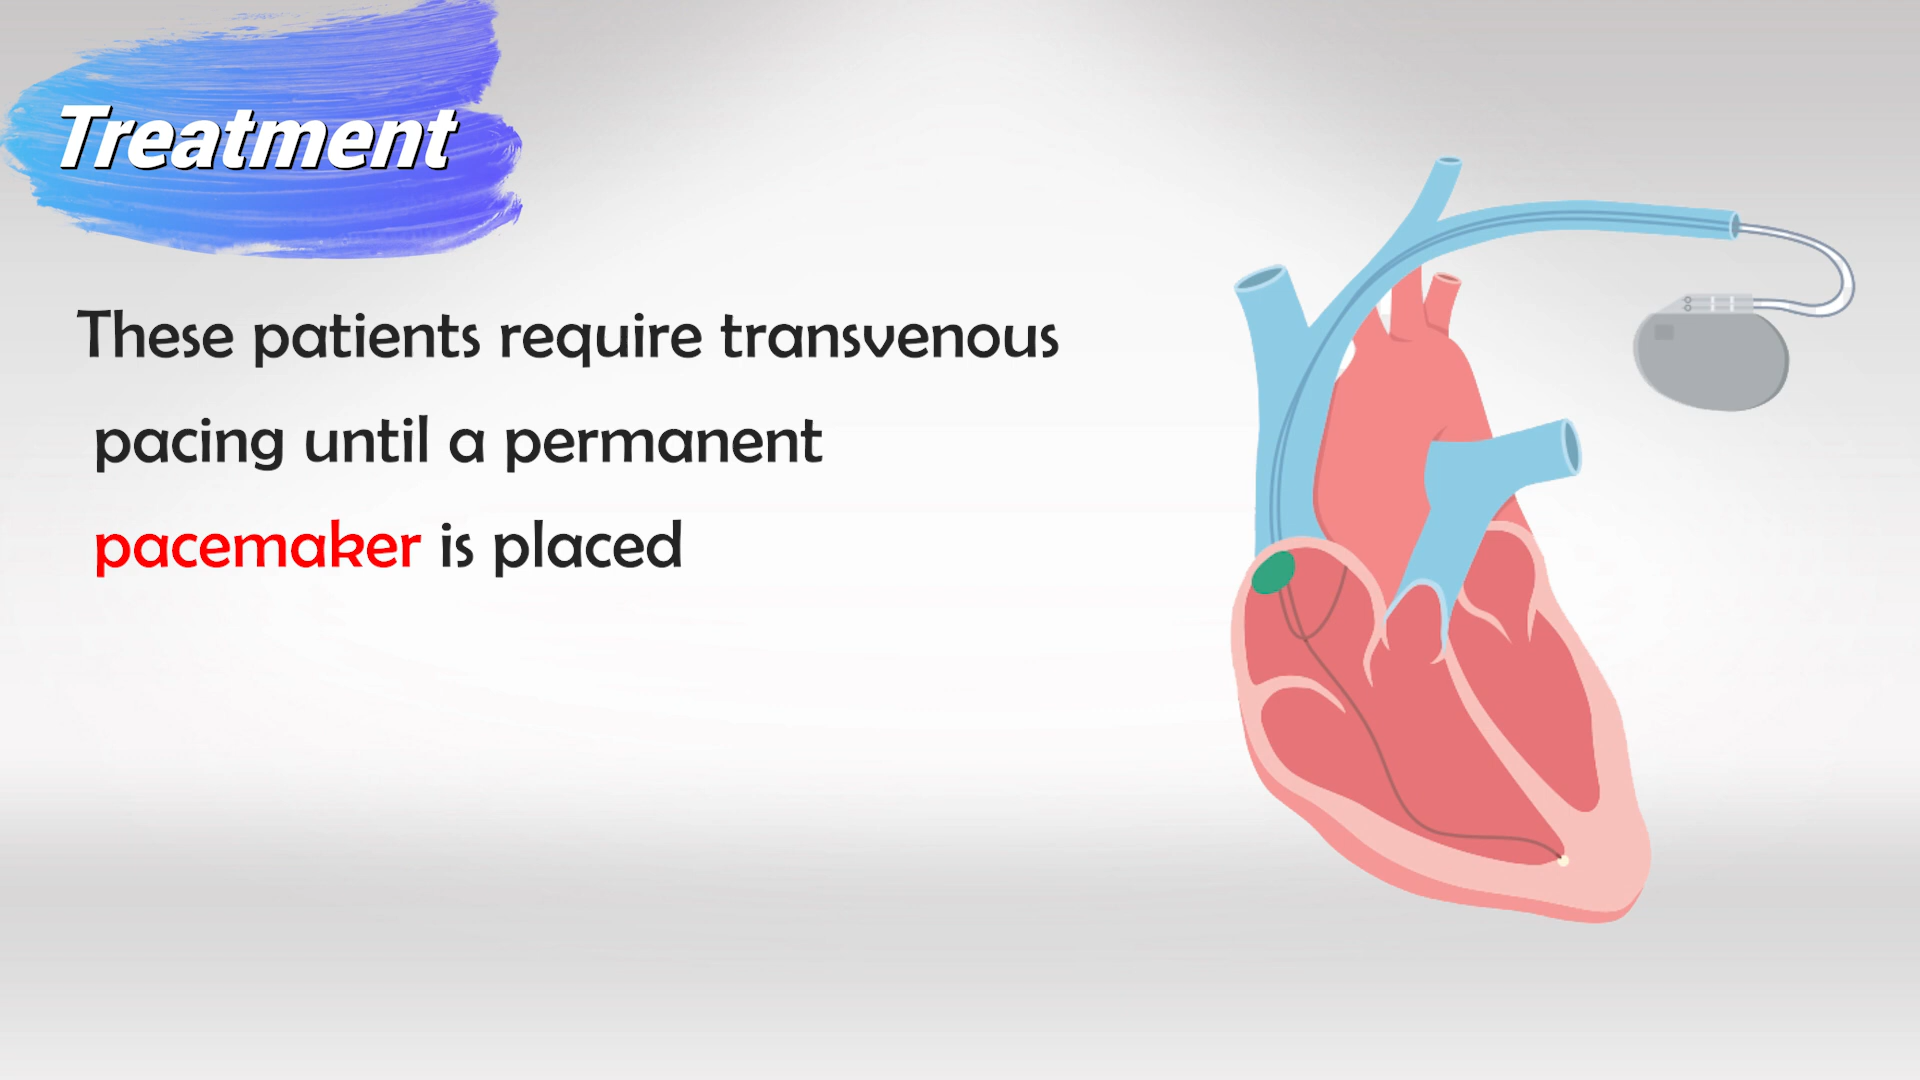 Treatment
These patients require transvenous
pacing until a permanent
pacemaker is placed